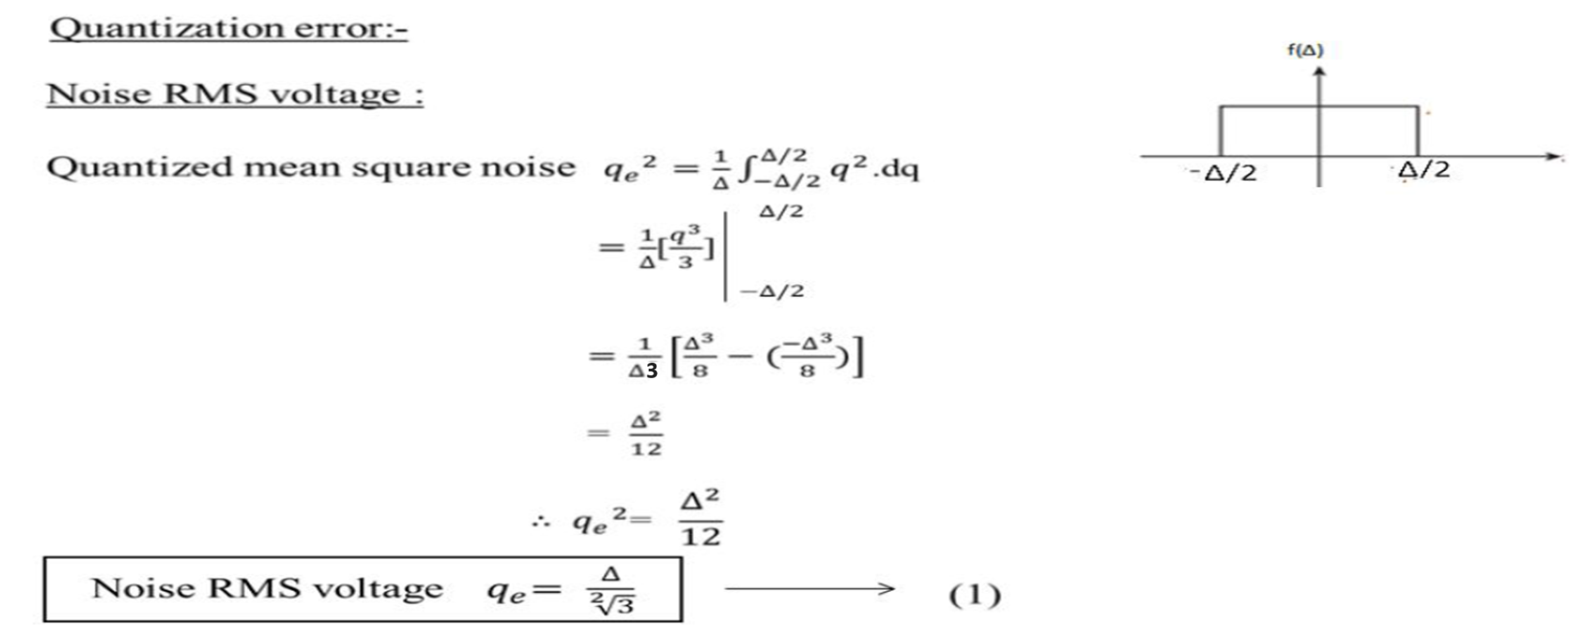 Quantization error:-
f(Δ)
Noise RMS voltage :
Quantized mean square noise qₑ² = 1/Δ ∫_{-Δ/2}^{Δ/2} q².dq
-Δ/2 Δ/2
= 1/Δ [q³/3] |_{-Δ/2}^{Δ/2}
= 1/Δ3 [Δ³/8 − (−Δ³/8)]
= Δ²/12
∴ qₑ²= Δ²/12
Noise RMS voltage qₑ= Δ/²√3 (1)